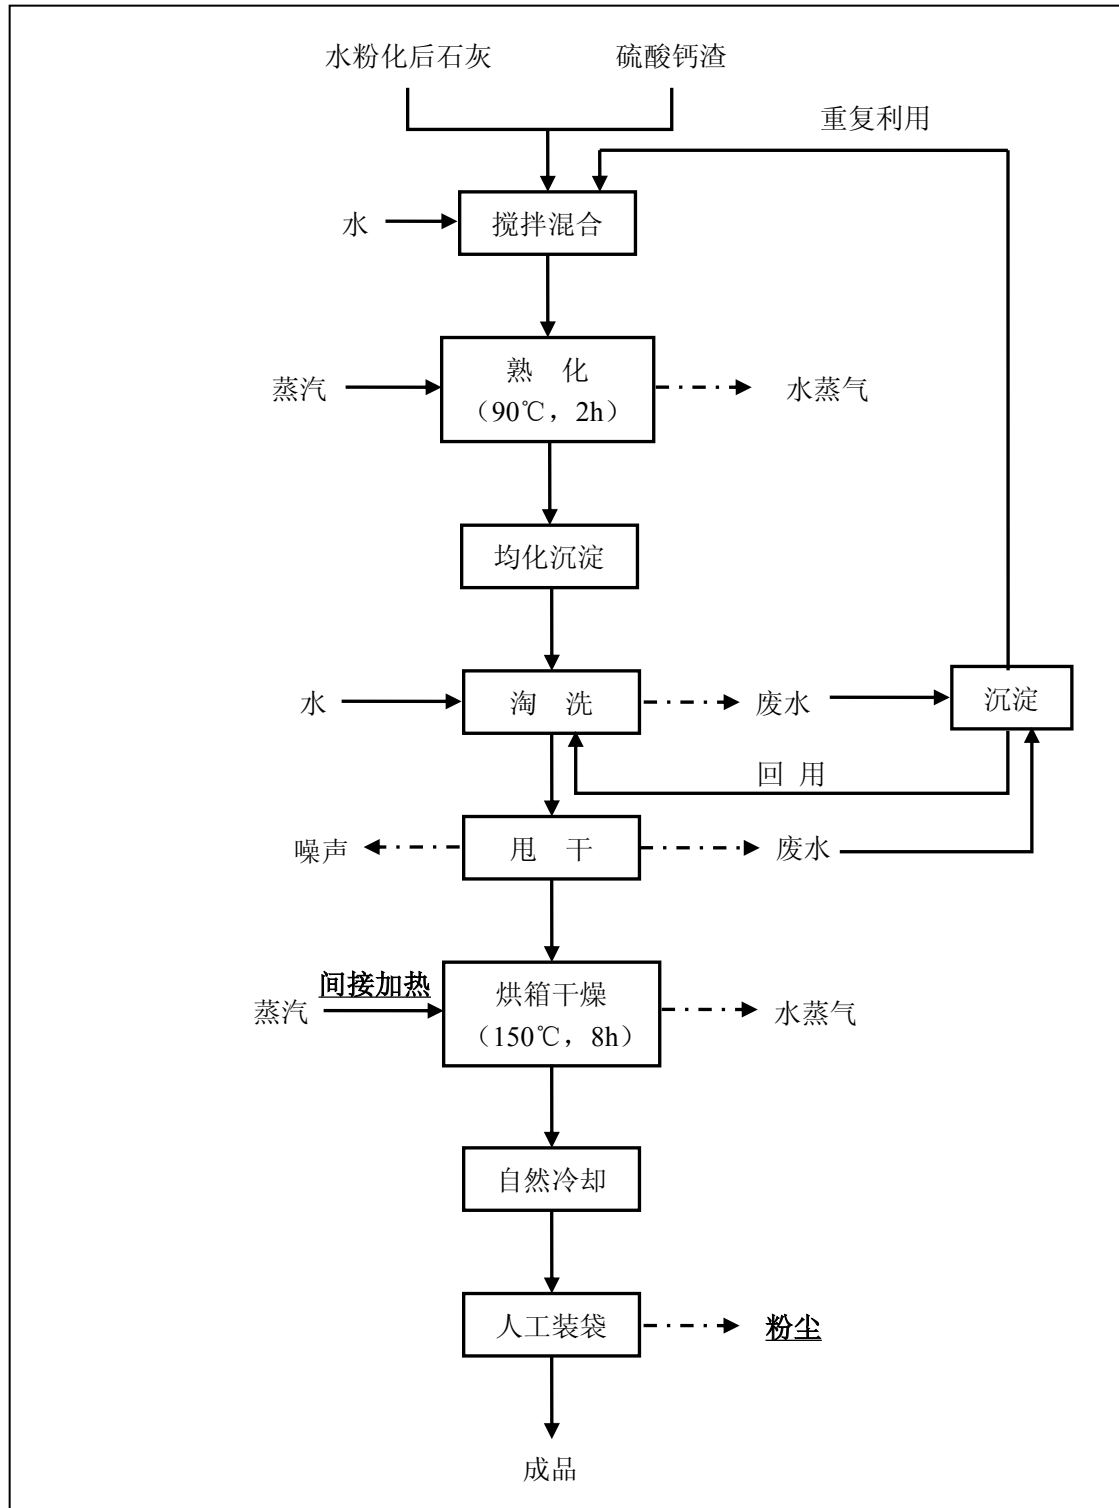 水粉化后石灰
硫酸钙渣
重复利用
水
搅拌混合
蒸汽
熟 化
（90℃，2h）
水蒸气
均化沉淀
水
淘 洗
废水
沉淀
回 用
噪声
甩 干
废水
间接加热
蒸汽
烘箱干燥
（150℃，8h）
水蒸气
自然冷却
人工装袋
粉尘
成品